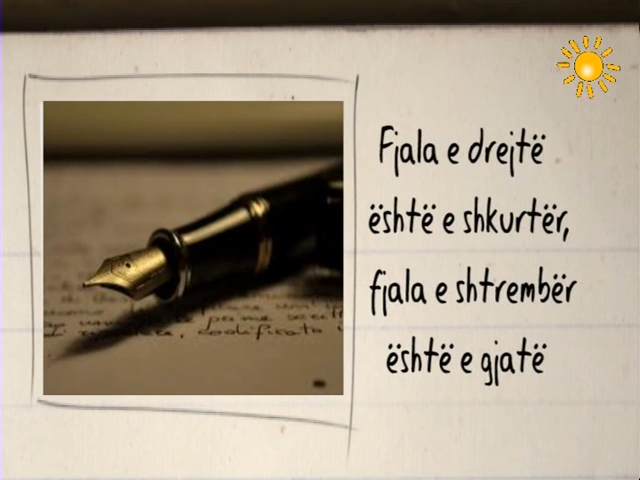 Fjala e drejtë
është e shkurtër,
fjala e shtrembër
është e gjatë